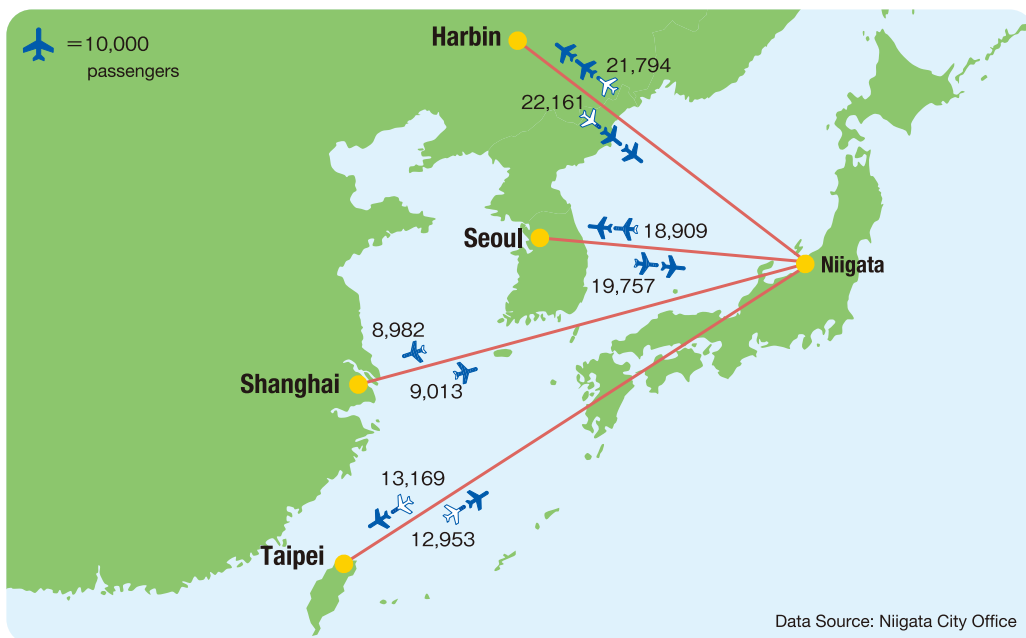 =10,000
passengers
Harbin
21,794
22,161
Seoul
18,909
19,757
Niigata
8,982
Shanghai
9,013
13,169
12,953
Taipei
Data Source: Niigata City Office